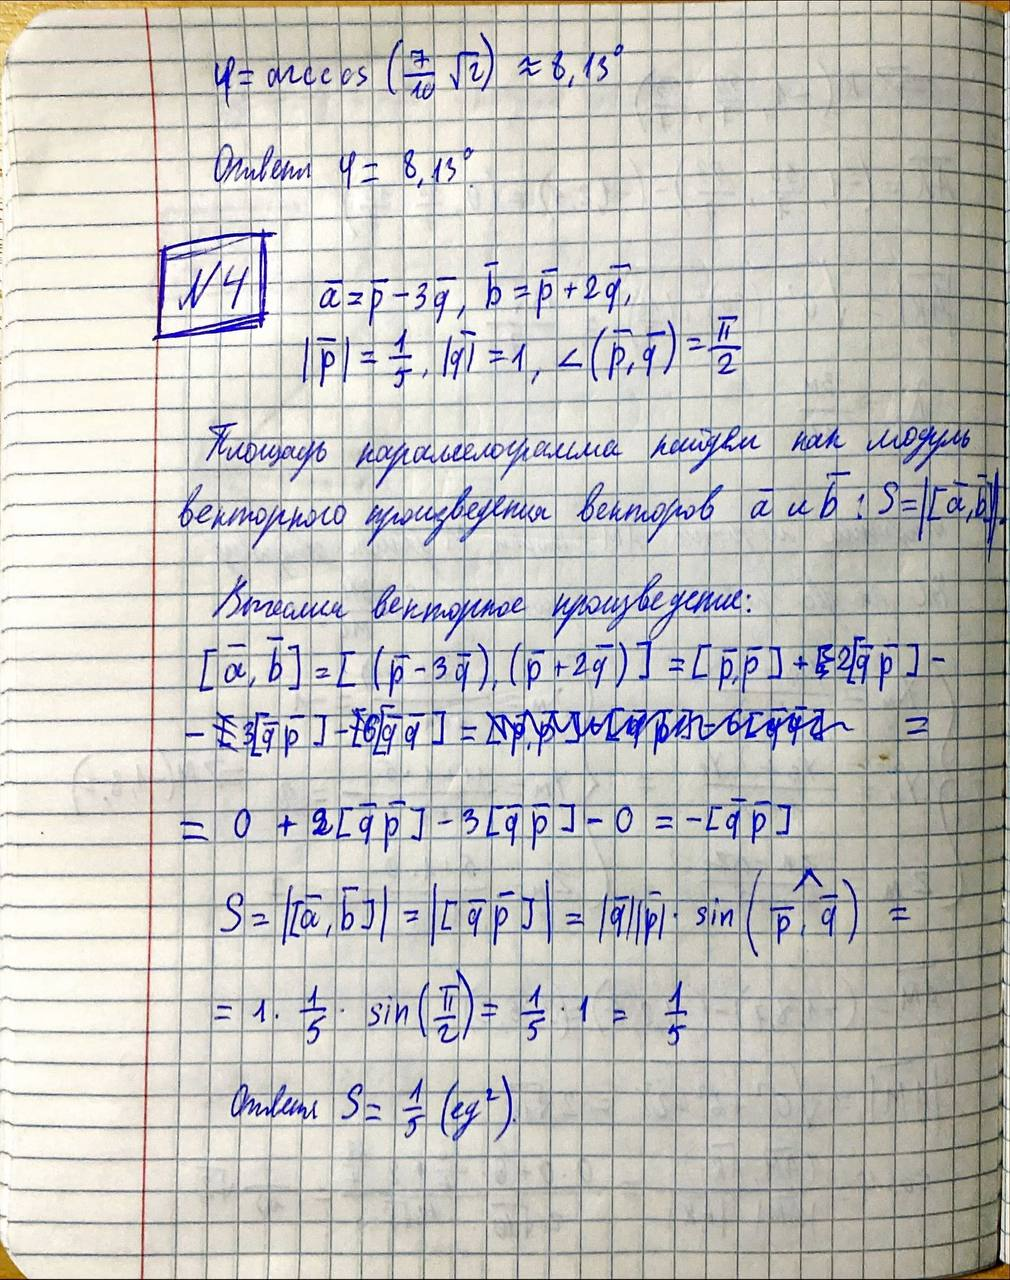 φ = arccos (7/10 √2) ≈ 8,13°
Ответ φ = 8,13°.
N4
a̅ = p̅ - 3q̅, b̅ = p̅ + 2q̅,
|p̅| = 1/5, |q̅| = 1, ∠(p̅, q̅) = π/2
Площадь параллелограмма найдем как модуль
векторного произведения векторов a̅ и b̅ : S = |[a̅, b̅]|.
Вычислим векторное произведение:
[a̅, b̅] = [(p̅ - 3q̅), (p̅ + 2q̅)] = [p̅, p̅] + 2[q̅ p̅] -
- 3[q̅ p̅] - 6[q̅ q̅] = =
= 0 + 2[q̅ p̅] - 3[q̅ p̅] - 0 = -[q̅ p̅]
S = |[a̅, b̅]| = |[q̅ p̅]| = |q̅||p̅| · sin(p̅, ^ q̅) =
= 1 · 1/5 · sin(π/2) = 1/5 · 1 = 1/5
Ответ S = 1/5 (ед²).